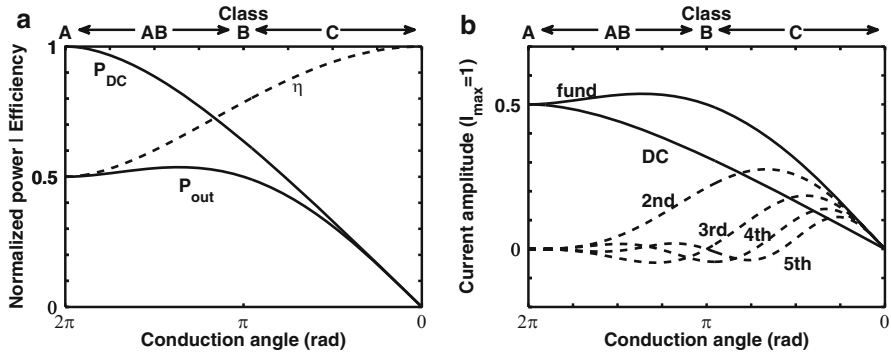 a
Class
A AB B C
Normalized power | Efficiency
1
0.5
0
P_DC
η
P_out
2π π 0
Conduction angle (rad)
b
Class
A AB B C
Current amplitude (I_max=1)
0.5
0
fund
DC
2nd
3rd
4th
5th
2π π 0
Conduction angle (rad)